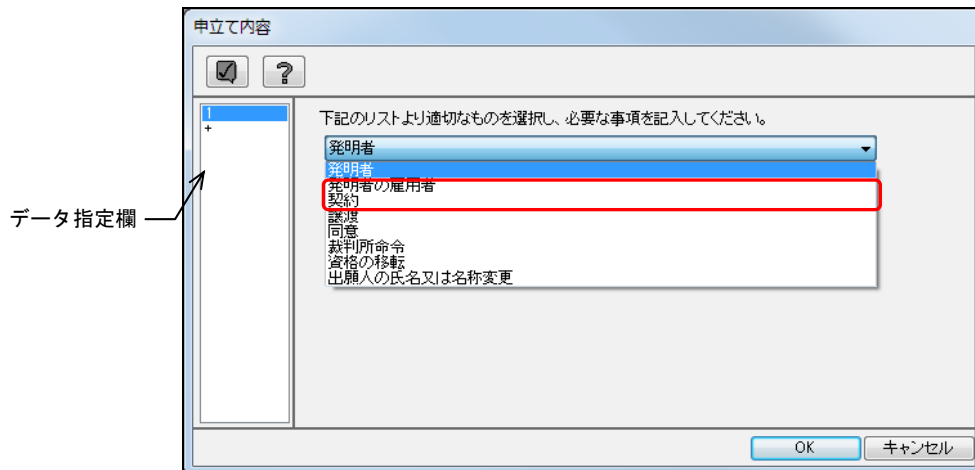 申立て内容
?
1
+
下記のリストより適切なものを選択し、必要な事項を記入してください。
発明者
発明者
発明者の雇用者
契約
譲渡
同意
裁判所命令
資格の移転
出願人の氏名又は名称変更
データ指定欄
OK
キャンセル